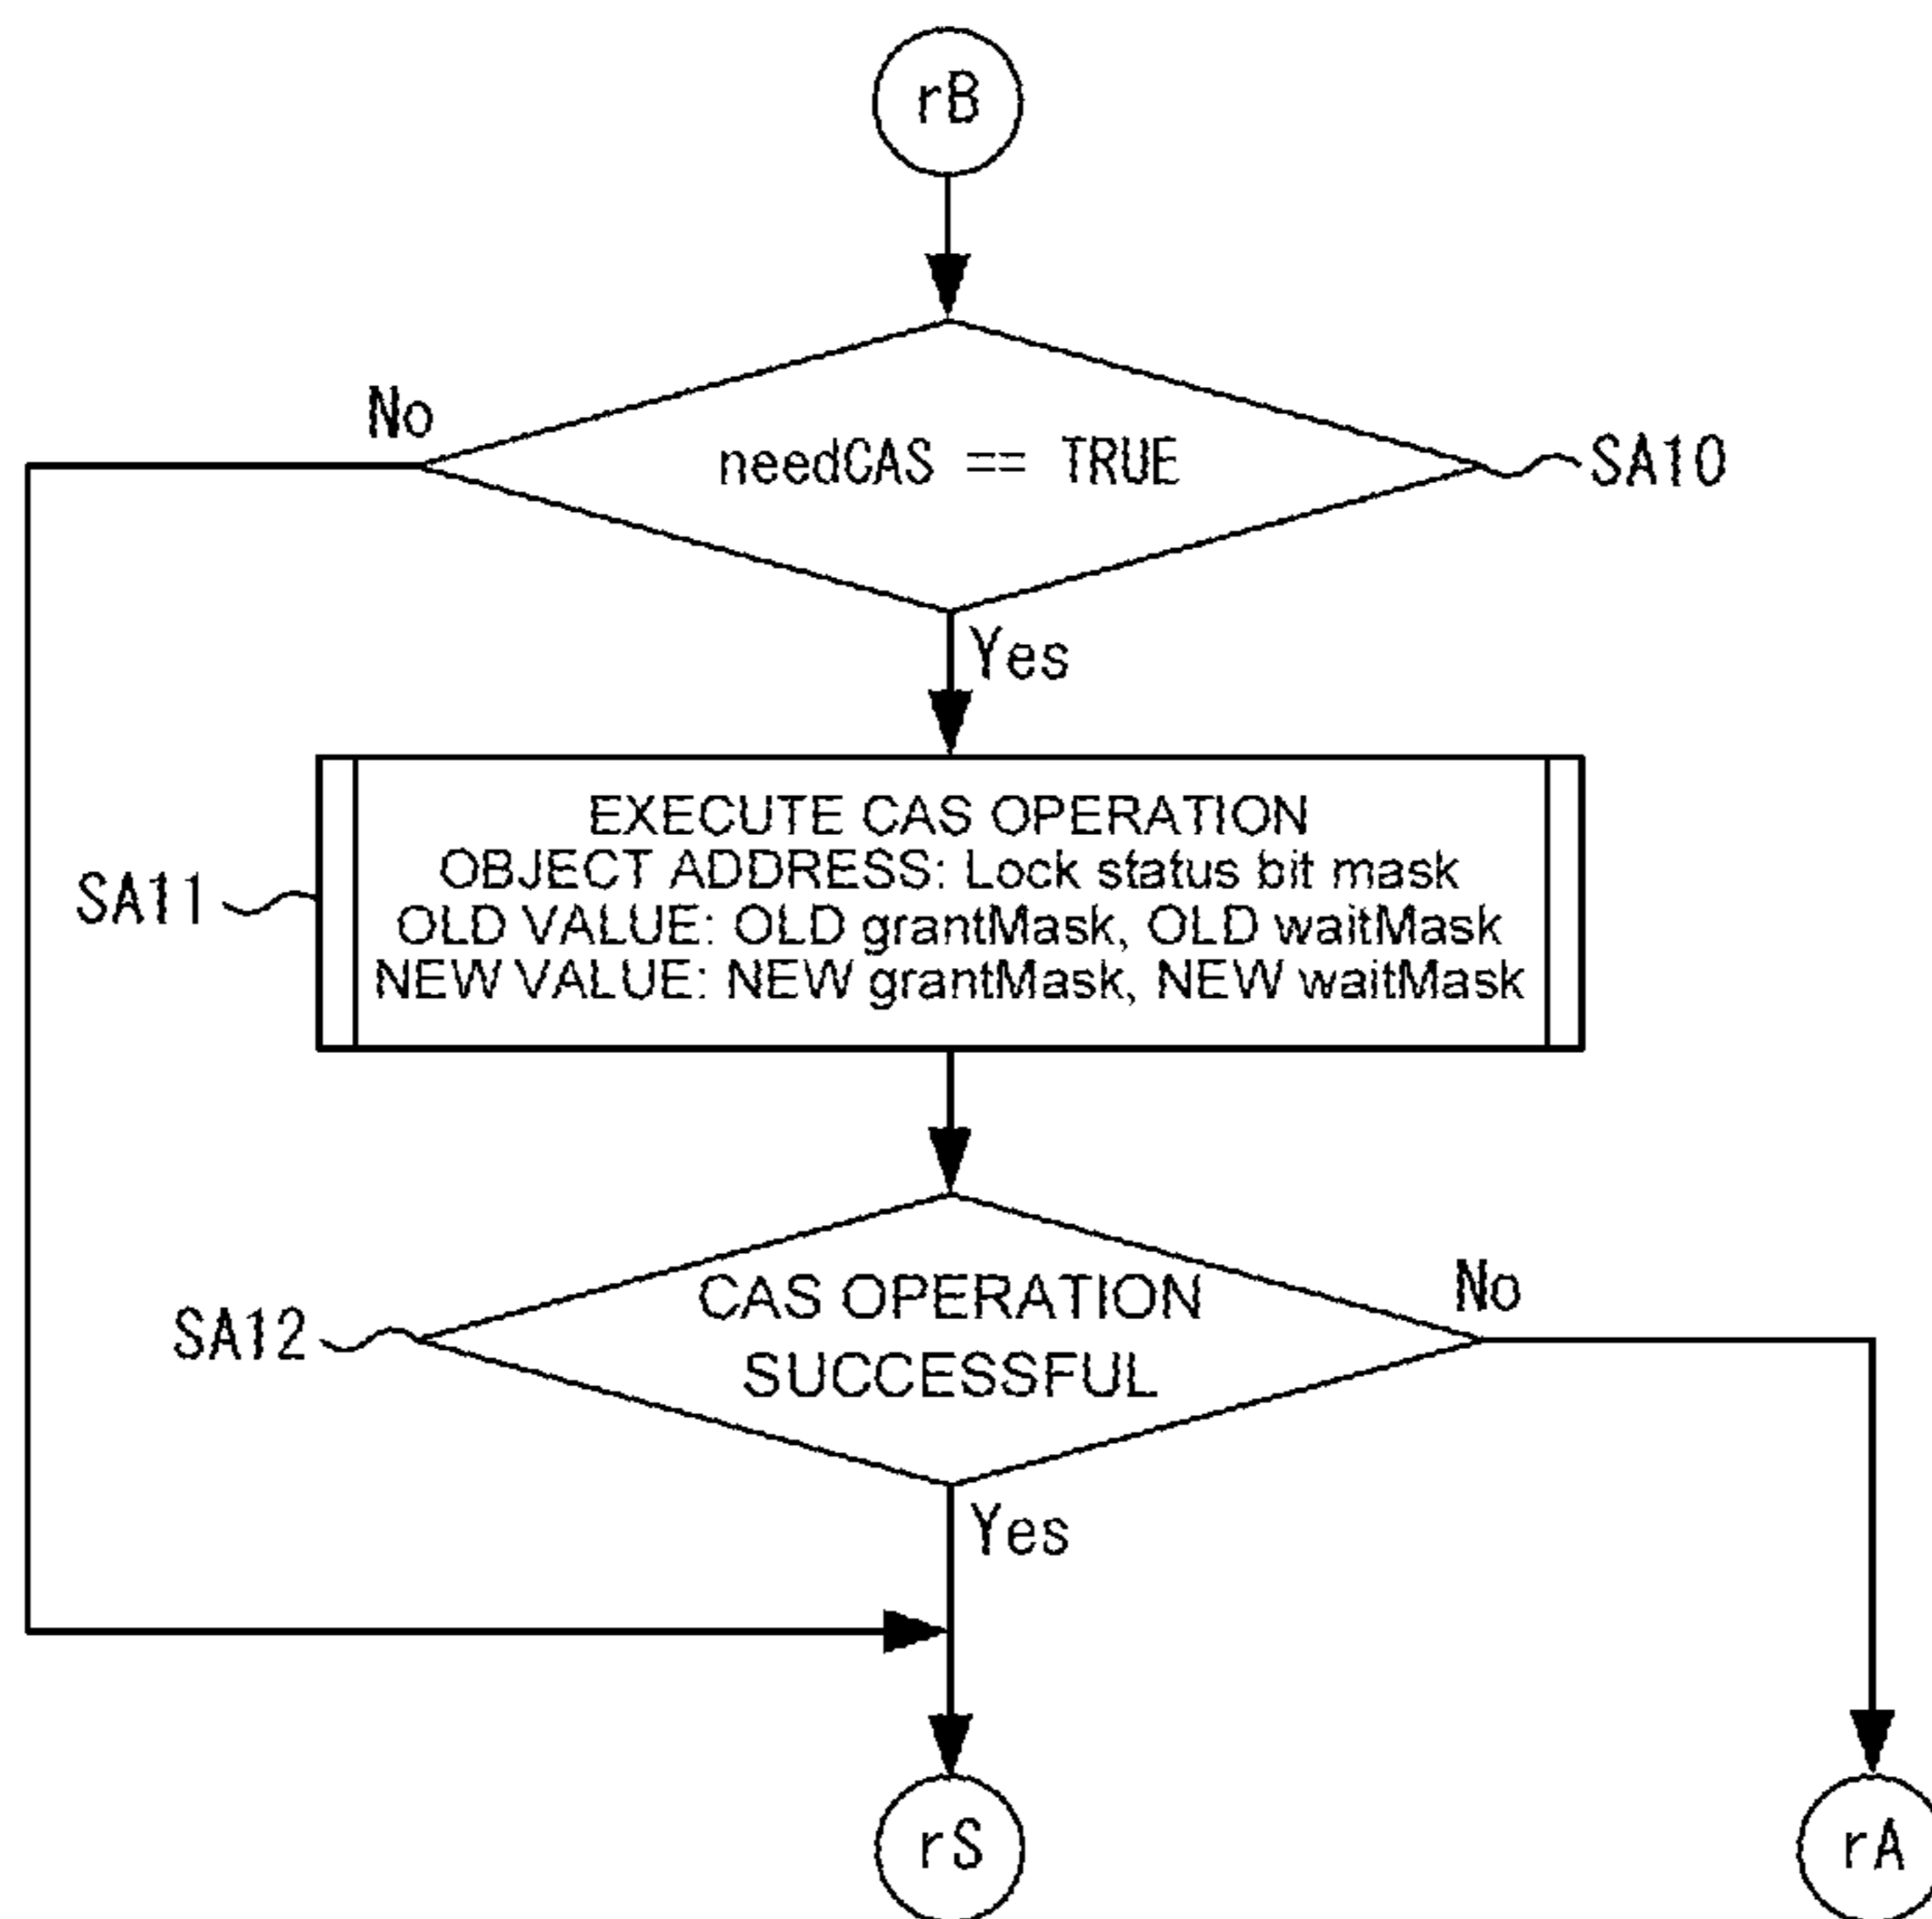 rB
No
needCAS == TRUE
SA10
Yes
EXECUTE CAS OPERATION
OBJECT ADDRESS: Lock status bit mask
SA11
OLD VALUE: OLD grantMask, OLD waitMask
NEW VALUE: NEW grantMask, NEW waitMask
CAS OPERATION
SUCCESSFUL
No
SA12
Yes
rS
rA